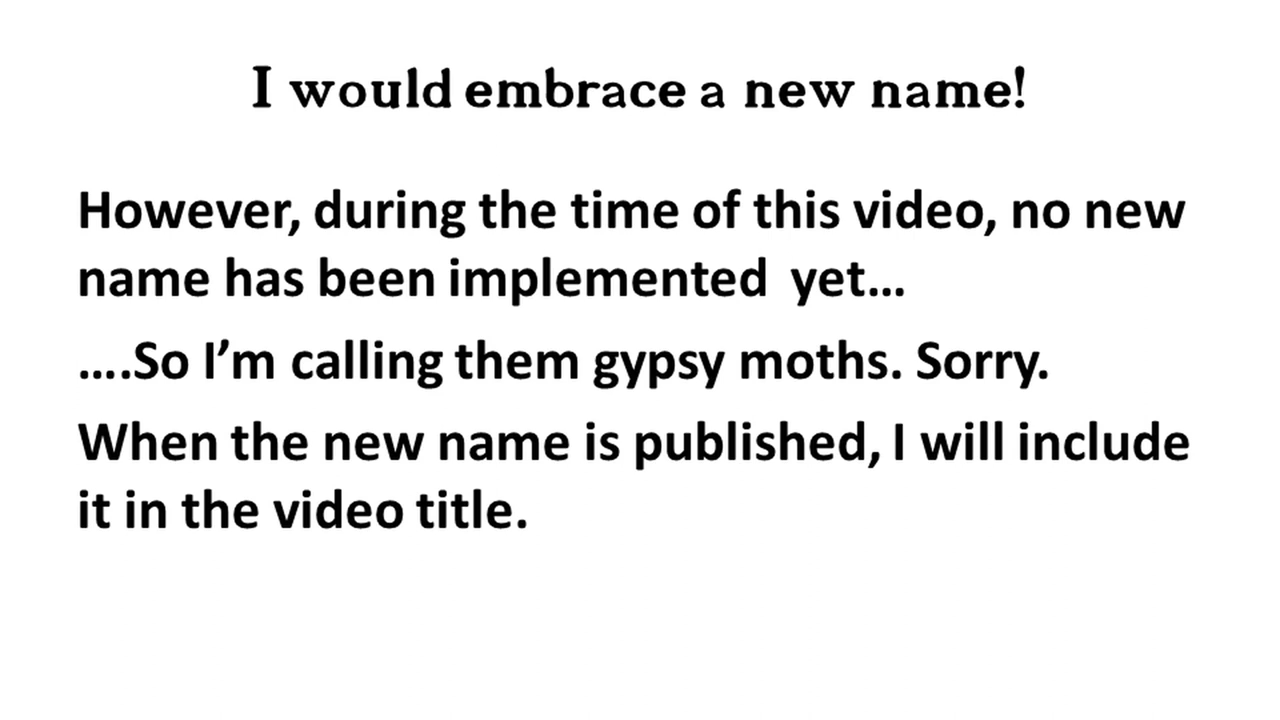 I would embrace a new name!
However, during the time of this video, no new
name has been implemented  yet…
….So I’m calling them gypsy moths. Sorry.
When the new name is published, I will include
it in the video title.